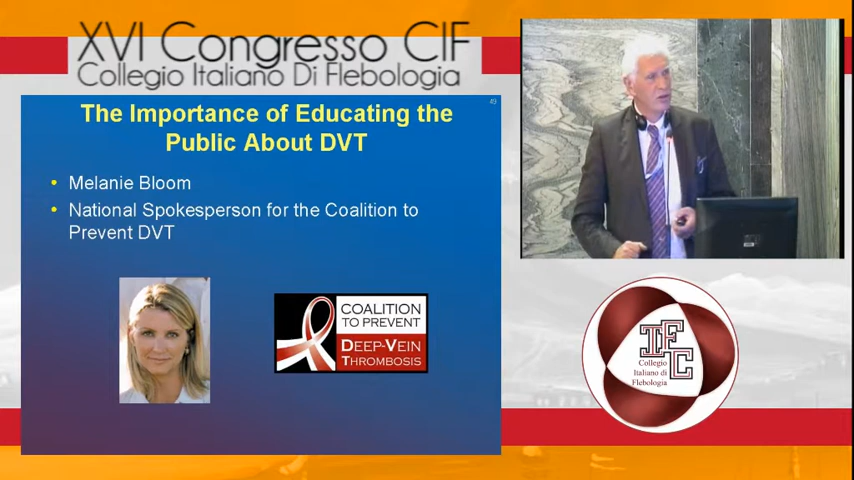 XVI Congresso CIF
Collegio Italiano Di Flebologia
49
The Importance of Educating the
Public About DVT
• Melanie Bloom
• National Spokesperson for the Coalition to
Prevent DVT
COALITION
TO PREVENT
DEEP-VEIN
THROMBOSIS
Collegio
Italiano di
Flebologia